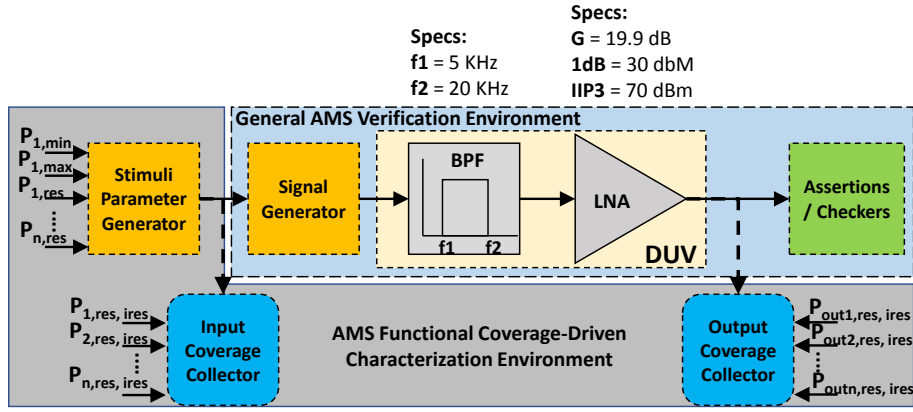 Specs:
f1 = 5 KHz
f2 = 20 KHz
Specs:
G = 19.9 dB
1dB = 30 dbM
IIP3 = 70 dBm
General AMS Verification Environment
P1,min
P1,max
P1,res
Pn,res
Stimuli
Parameter
Generator
Signal
Generator
BPF
f1 f2
LNA
DUV
Assertions
/ Checkers
P1,res, ires
P2,res, ires
Pn,res, ires
Input
Coverage
Collector
AMS Functional Coverage-Driven
Characterization Environment
Output
Coverage
Collector
Pout1,res, ires
Pout2,res, ires
Poutn,res, ires